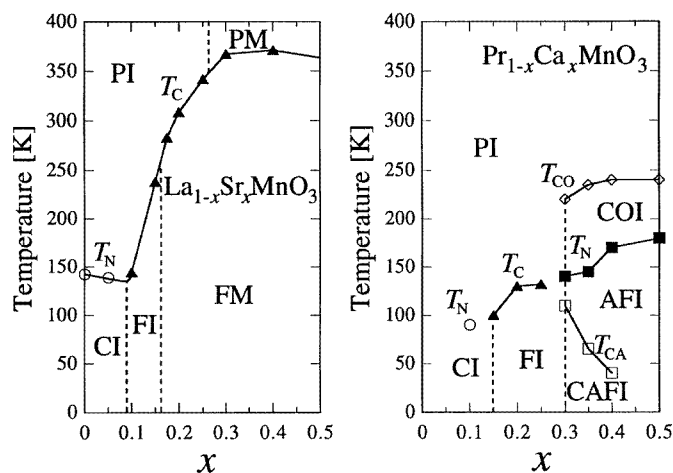 Temperature [K]
400
350
300
250
200
150
100
50
0
PI
PM
T_C
La_{1-x}Sr_xMnO_3
T_N
FM
FI
CI
0 0.1 0.2 0.3 0.4 0.5
x
Temperature [K]
400
350
300
250
200
150
100
50
0
Pr_{1-x}Ca_xMnO_3
PI
T_CO
COI
T_N
T_C
T_N
AFI
T_CA
CI
FI
CAFI
0 0.1 0.2 0.3 0.4 0.5
x